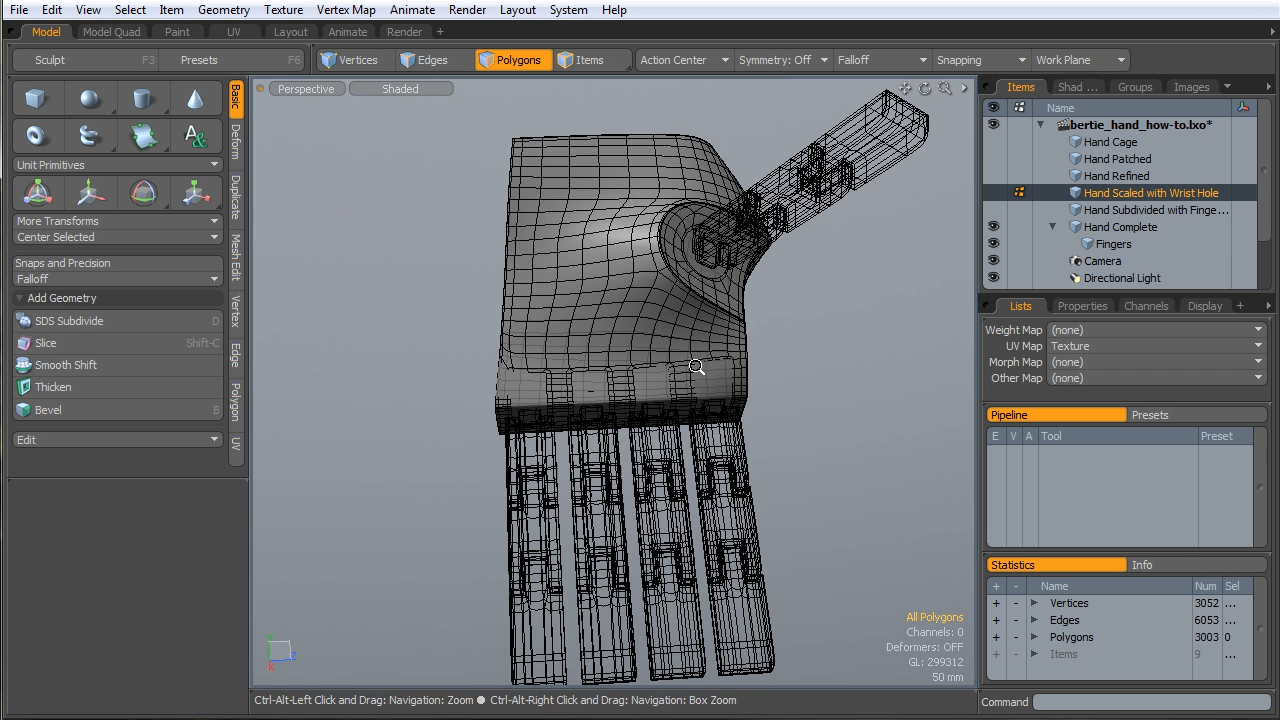 File Edit View Select Item Geometry Texture Vertex Map Animate Render Layout System Help
Model Model Quad Paint UV Layout Animate Render +
Sculpt F3 Presets F6 Vertices Edges Polygons Items Action Center Symmetry: Off Falloff Snapping Work Plane
Perspective Shaded
Unit Primitives
More Transforms
Center Selected
Snaps and Precision
Falloff
Add Geometry
SDS Subdivide D
Slice Shift-C
Smooth Shift
Thicken
Bevel B
Edit
Basic
Deform
Duplicate
Mesh Edit
Vertex
Edge
Polygon
UV
All Polygons
Channels: 0
Deformers: OFF
GL: 299312
50 mm
Ctrl-Alt-Left Click and Drag: Navigation: Zoom ● Ctrl-Alt-Right Click and Drag: Navigation: Box Zoom
Items Shad ... Groups Images
Name
bertie_hand_how-to.lxo*
Hand Cage
Hand Patched
Hand Refined
Hand Scaled with Wrist Hole
Hand Subdivided with Finge...
Hand Complete
Fingers
Camera
Directional Light
Lists Properties Channels Display +
Weight Map (none)
UV Map Texture
Morph Map (none)
Other Map (none)
Pipeline Presets
E V A Tool Preset
Statistics Info
+ - Name Num Sel
+ - Vertices 3052 ...
+ - Edges 6053 ...
+ - Polygons 3003 0
+ - Items 9 ...
Command